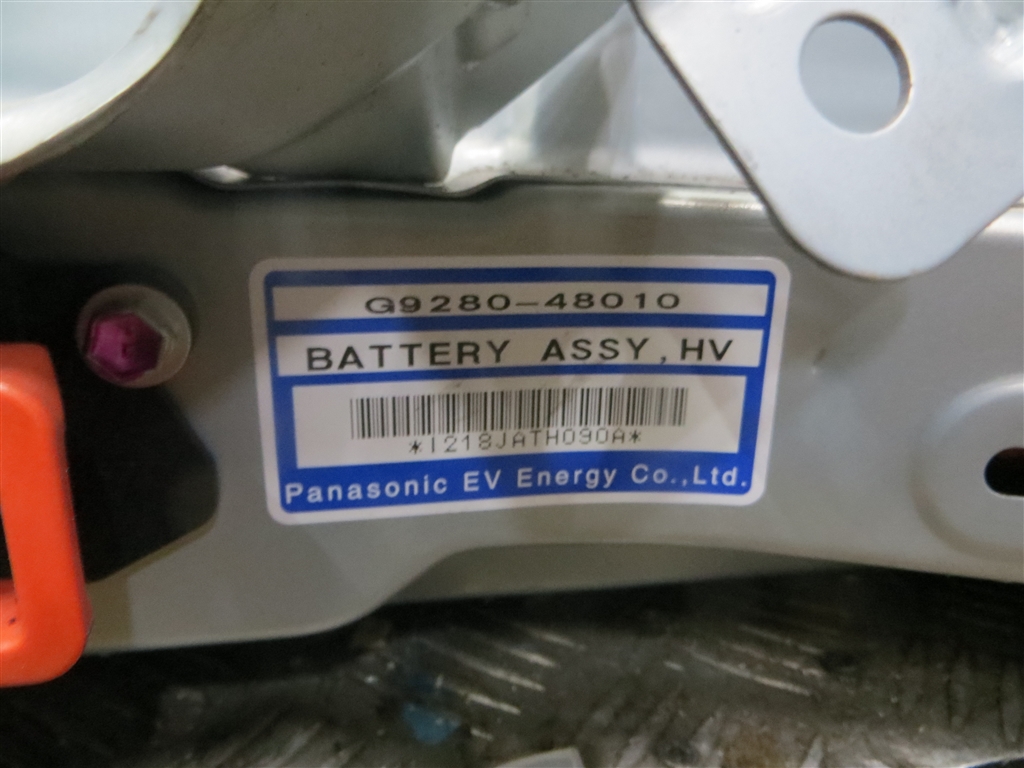 G9280-48010
BATTERY ASSY,HV
*I218JATH090A*
Panasonic EV Energy Co.,Ltd.